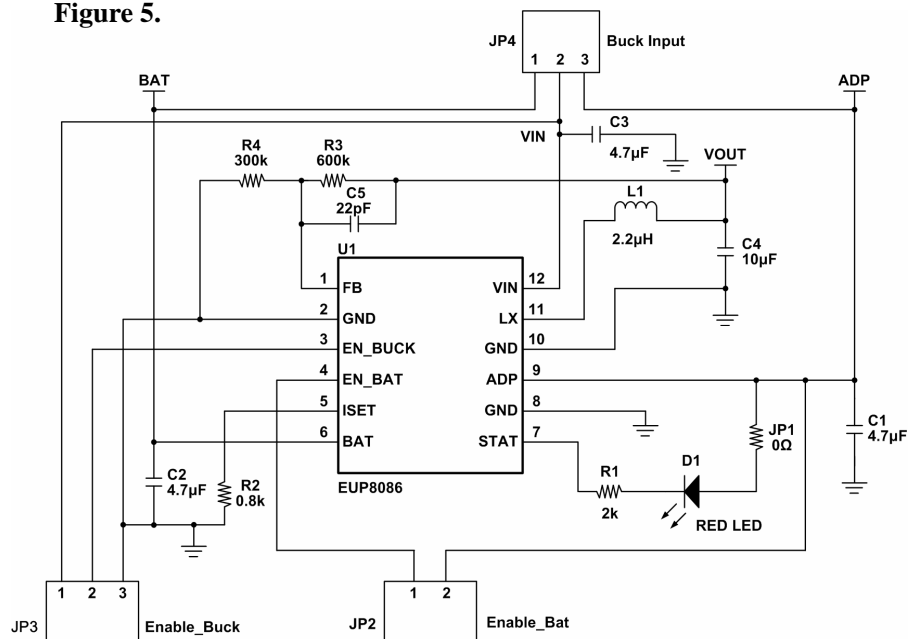 Figure 5.
JP4
Buck Input
1 2 3
BAT
ADP
VIN
C3
4.7µF
R4
300k
R3
600k
C5
22pF
VOUT
L1
2.2µH
C4
10µF
U1
1
FB
VIN
12
2
GND
LX
11
3
EN_BUCK
GND
10
4
EN_BAT
ADP
9
5
ISET
GND
8
6
BAT
STAT
7
EUP8086
C2
4.7µF
R2
0.8k
R1
2k
D1
RED LED
JP1
0Ω
C1
4.7µF
1 2 3
JP3
Enable_Buck
1 2
JP2
Enable_Bat